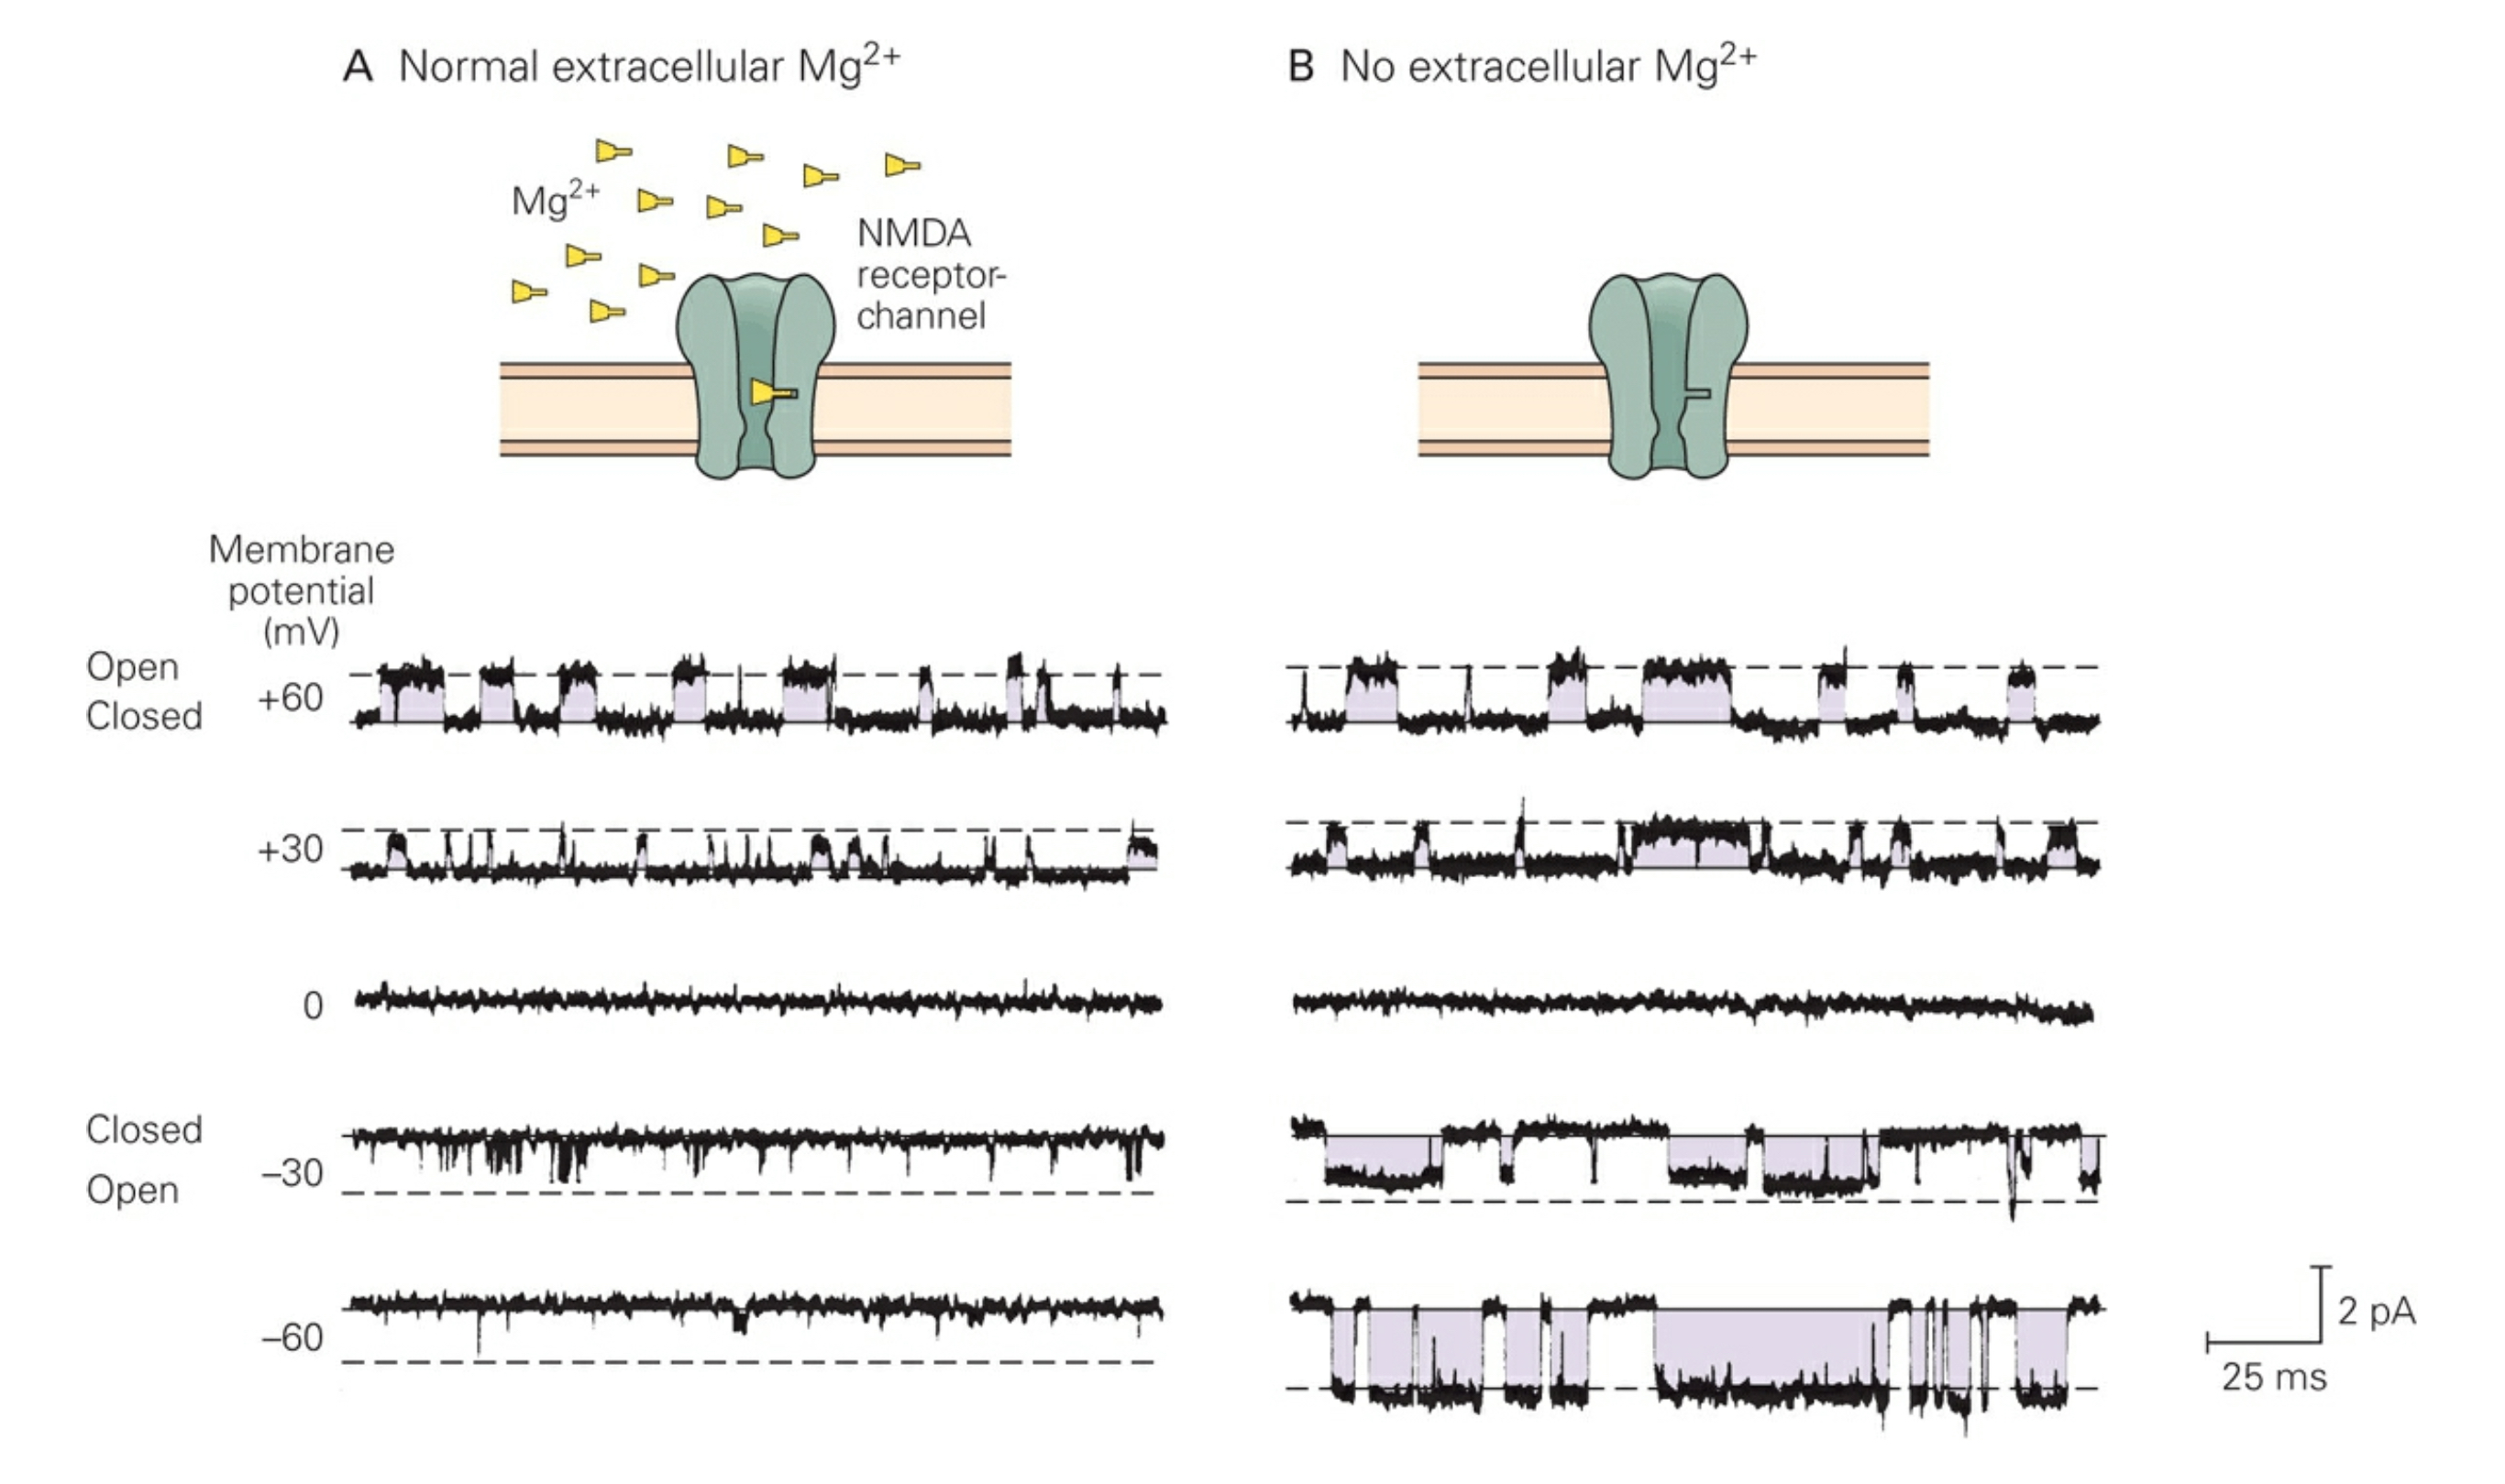 A Normal extracellular Mg²⁺
B No extracellular Mg²⁺
Mg²⁺
NMDA
receptor-
channel
Membrane
potential
(mV)
Open
Closed
+60
+30
0
Closed
Open
–30
–60
2 pA
25 ms